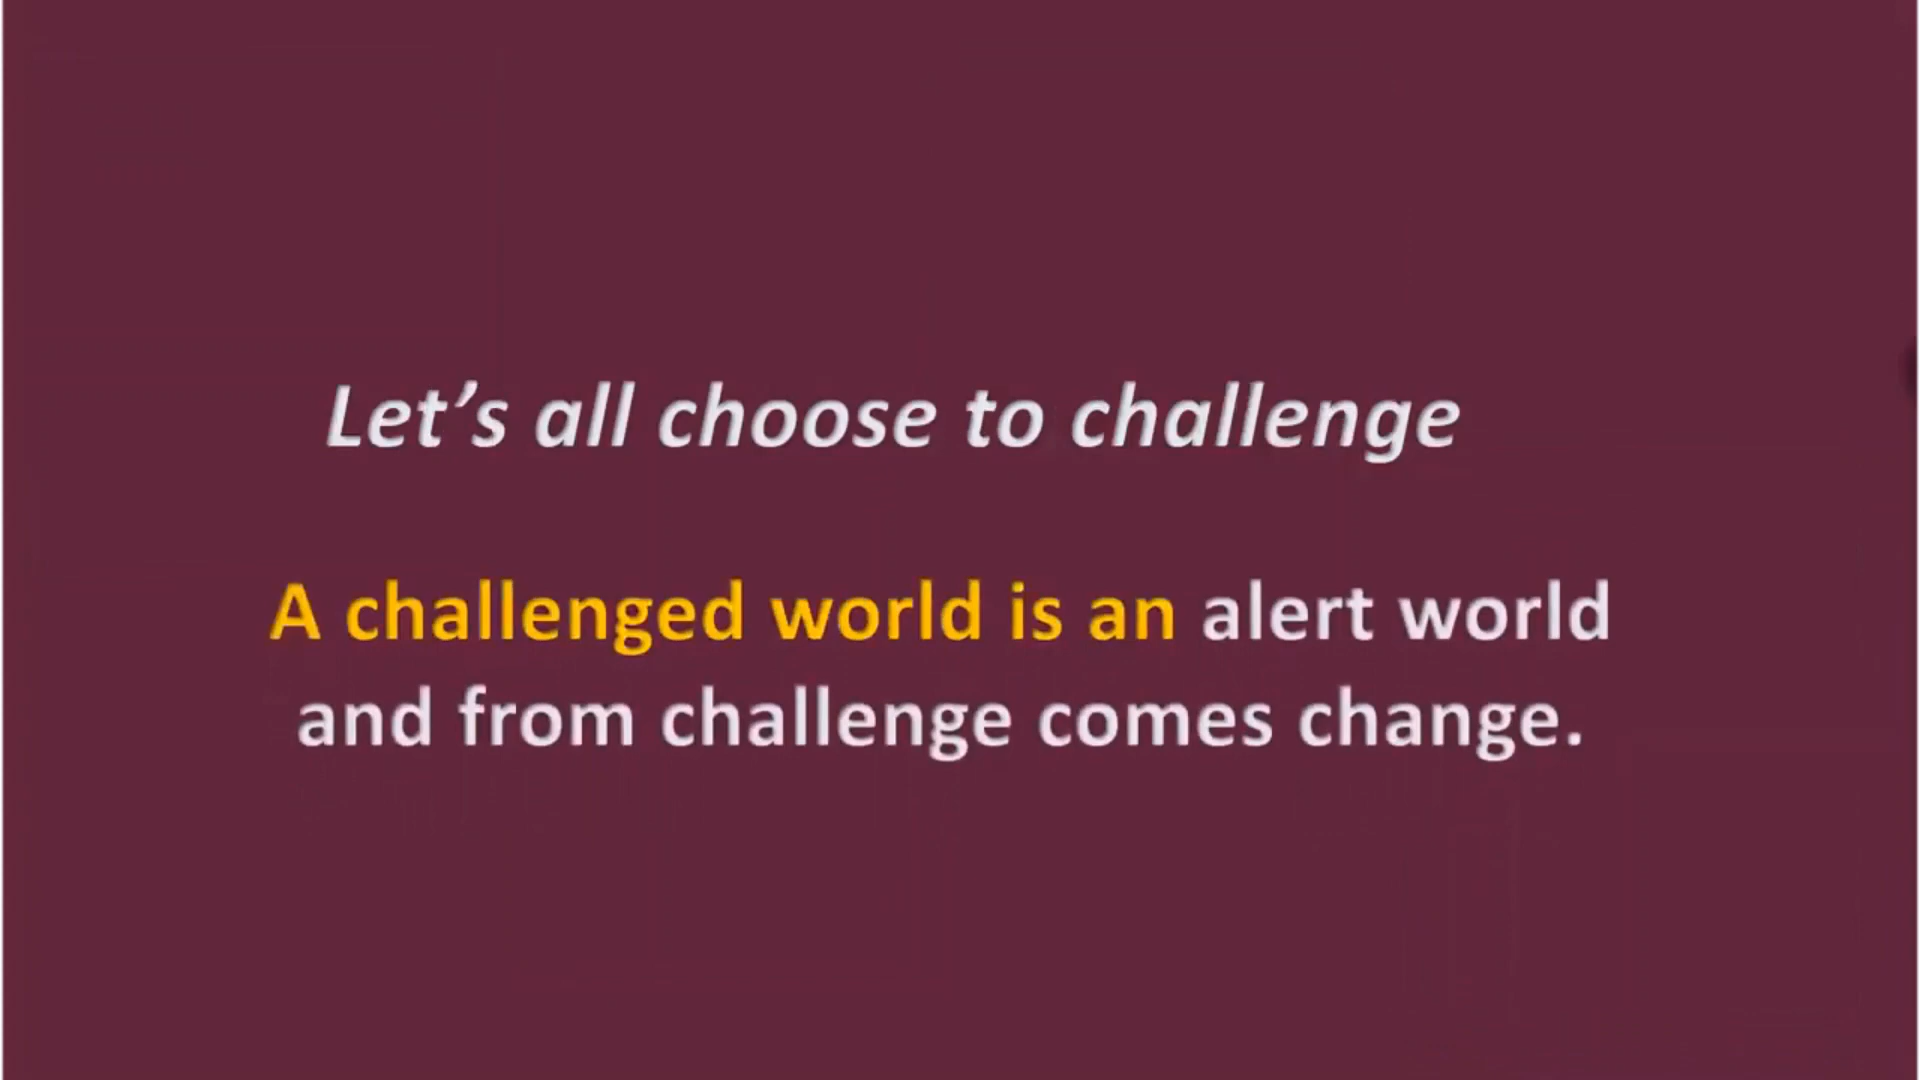 Let’s all choose to challenge
A challenged world is an alert world
and from challenge comes change.